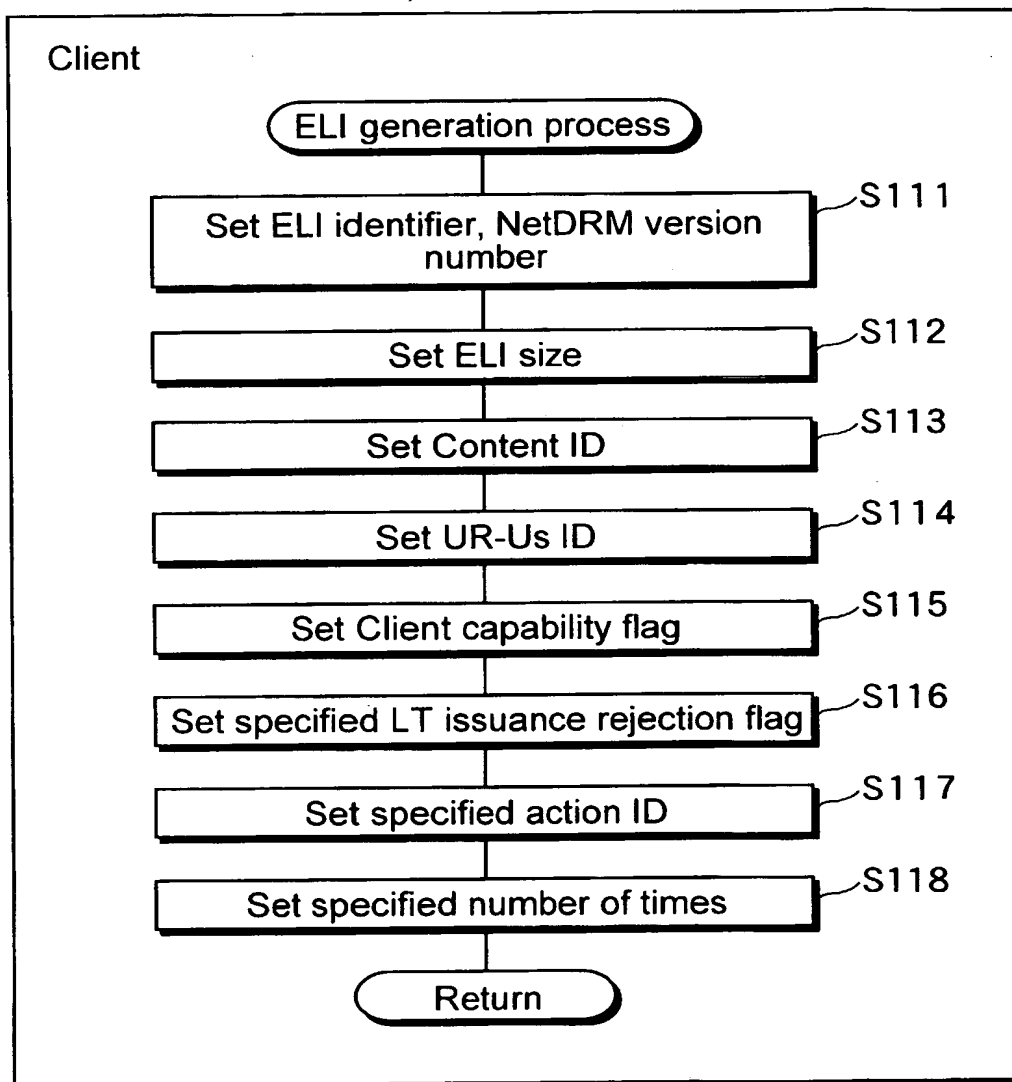 Client
ELI generation process
S111
Set ELI identifier, NetDRM version
number
S112
Set ELI size
S113
Set Content ID
S114
Set UR-Us ID
S115
Set Client capability flag
S116
Set specified LT issuance rejection flag
S117
Set specified action ID
S118
Set specified number of times
Return